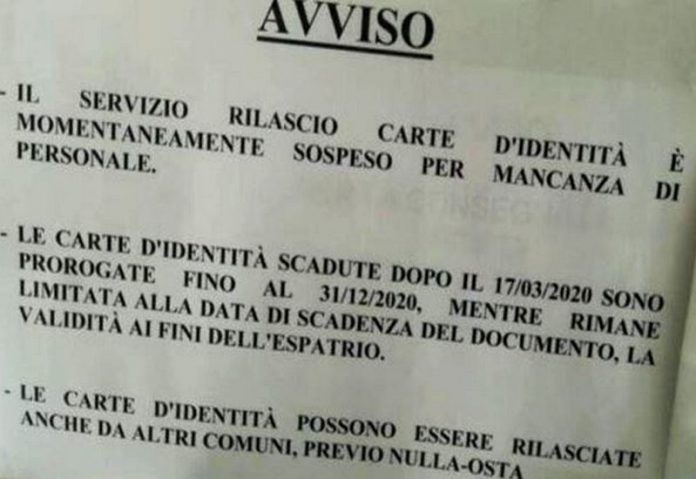 AVVISO
- IL SERVIZIO RILASCIO CARTE D'IDENTITÀ È
MOMENTANEAMENTE SOSPESO PER MANCANZA DI
PERSONALE.
- LE CARTE D'IDENTITÀ SCADUTE DOPO IL 17/03/2020 SONO
PROROGATE FINO AL 31/12/2020, MENTRE RIMANE
LIMITATA ALLA DATA DI SCADENZA DEL DOCUMENTO, LA
VALIDITÀ AI FINI DELL'ESPATRIO.
- LE CARTE D'IDENTITÀ POSSONO ESSERE RILASCIATE
ANCHE DA ALTRI COMUNI, PREVIO NULLA-OSTA